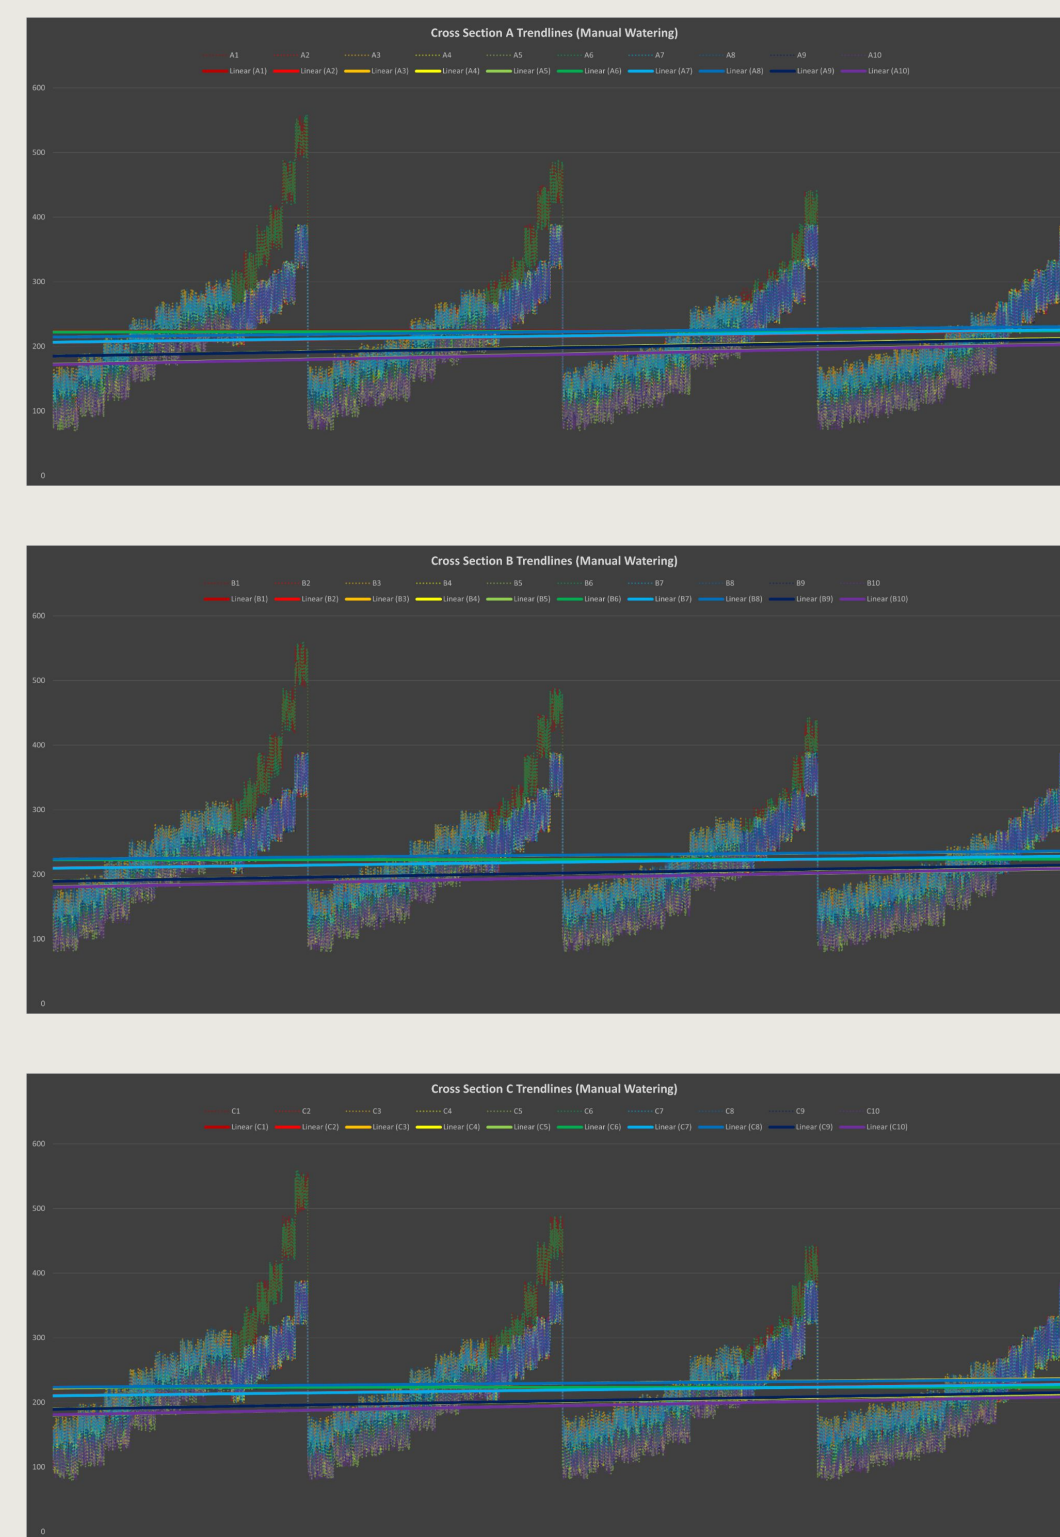 Cross Section A Trendlines (Manual Watering)
A1 A2 A3 A4 A5 A6 A7 A8 A9 A10
Linear (A1) Linear (A2) Linear (A3) Linear (A4) Linear (A5) Linear (A6) Linear (A7) Linear (A8) Linear (A9) Linear (A10)
600
500
400
300
200
100
0
Cross Section B Trendlines (Manual Watering)
B1 B2 B3 B4 B5 B6 B7 B8 B9 B10
Linear (B1) Linear (B2) Linear (B3) Linear (B4) Linear (B5) Linear (B6) Linear (B7) Linear (B8) Linear (B9) Linear (B10)
600
500
400
300
200
100
0
Cross Section C Trendlines (Manual Watering)
C1 C2 C3 C4 C5 C6 C7 C8 C9 C10
Linear (C1) Linear (C2) Linear (C3) Linear (C4) Linear (C5) Linear (C6) Linear (C7) Linear (C8) Linear (C9) Linear (C10)
600
500
400
300
200
100
0